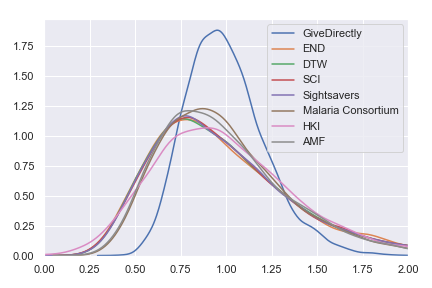 1.75
1.50
1.25
1.00
0.75
0.50
0.25
0.00
0.00 0.25 0.50 0.75 1.00 1.25 1.50 1.75 2.00
GiveDirectly
END
DTW
SCI
Sightsavers
Malaria Consortium
HKI
AMF